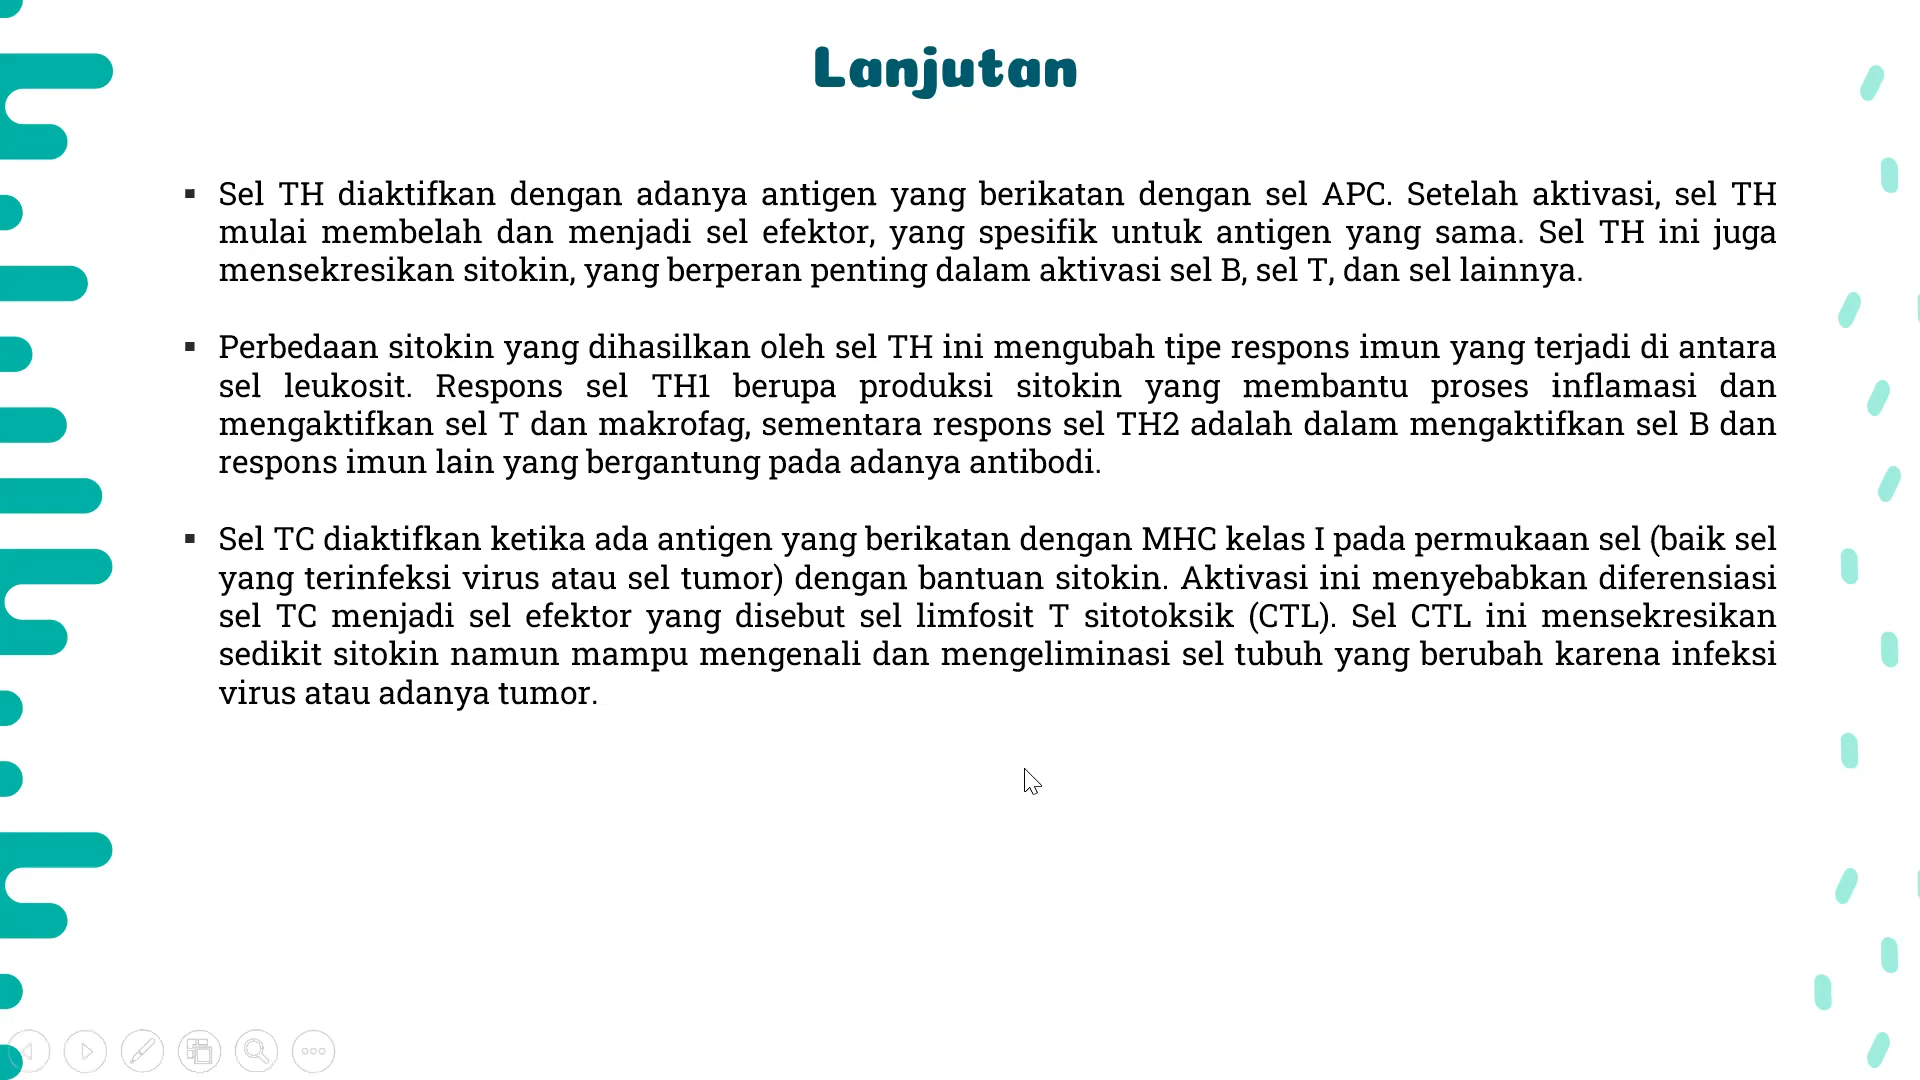 Lanjutan
▪ Sel TH diaktifkan dengan adanya antigen yang berikatan dengan sel APC. Setelah aktivasi, sel TH
mulai membelah dan menjadi sel efektor, yang spesifik untuk antigen yang sama. Sel TH ini juga
mensekresikan sitokin, yang berperan penting dalam aktivasi sel B, sel T, dan sel lainnya.
▪ Perbedaan sitokin yang dihasilkan oleh sel TH ini mengubah tipe respons imun yang terjadi di antara
sel leukosit. Respons sel TH1 berupa produksi sitokin yang membantu proses inflamasi dan
mengaktifkan sel T dan makrofag, sementara respons sel TH2 adalah dalam mengaktifkan sel B dan
respons imun lain yang bergantung pada adanya antibodi.
▪ Sel TC diaktifkan ketika ada antigen yang berikatan dengan MHC kelas I pada permukaan sel (baik sel
yang terinfeksi virus atau sel tumor) dengan bantuan sitokin. Aktivasi ini menyebabkan diferensiasi
sel TC menjadi sel efektor yang disebut sel limfosit T sitotoksik (CTL). Sel CTL ini mensekresikan
sedikit sitokin namun mampu mengenali dan mengeliminasi sel tubuh yang berubah karena infeksi
virus atau adanya tumor.